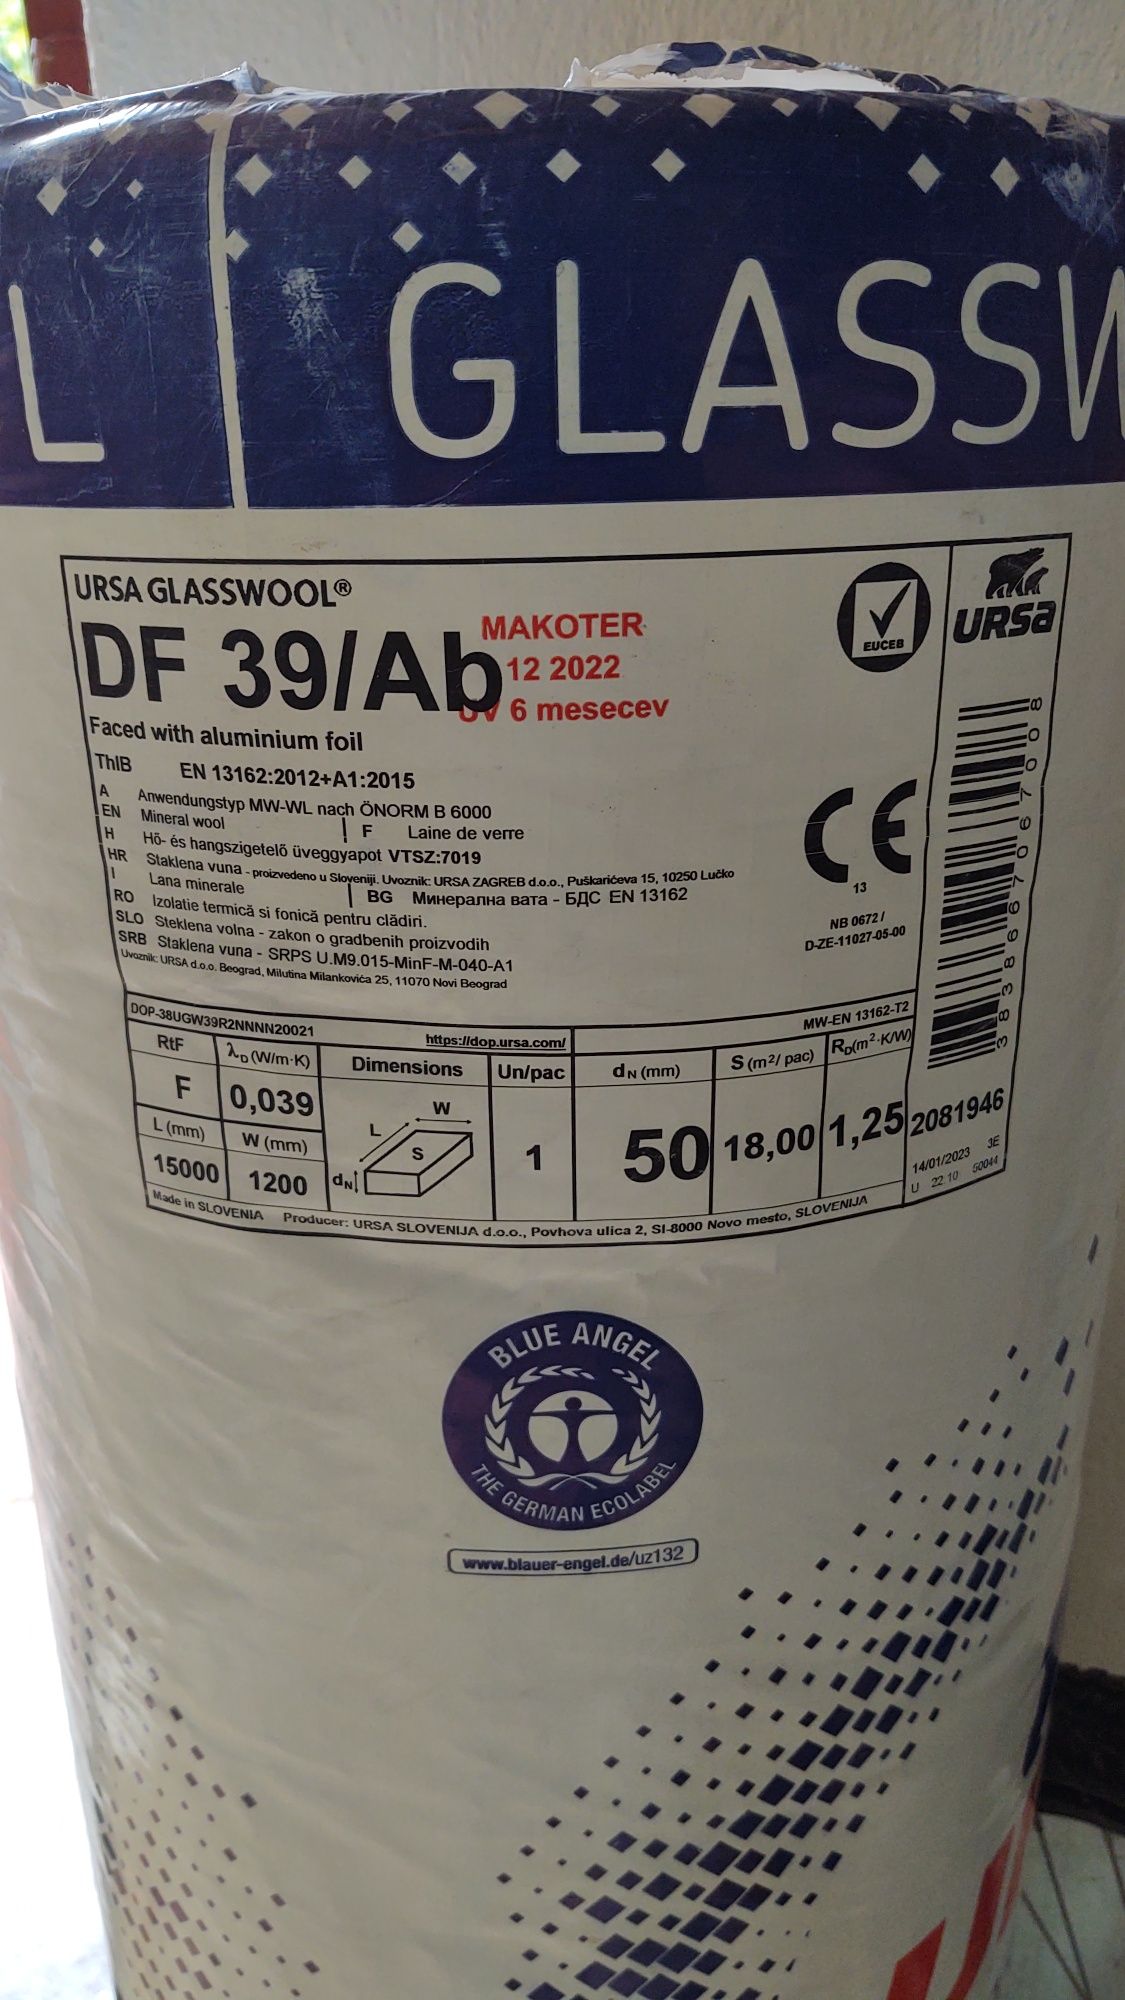 L GLASSW
URSA GLASSWOOL®
DF 39/Ab
MAKOTER
12 2022
UV 6 mesecev
Faced with aluminium foil
EUCEB
URSA
ThIB EN 13162:2012+A1:2015
A Anwendungstyp MW-WL nach ÖNORM B 6000
EN Mineral wool | F Laine de verre
H Hő- és hangszigetelő üveggyapot VTSZ:7019
HR Staklena vuna - proizvedeno u Sloveniji. Uvoznik: URSA ZAGREB d.o.o., Puškarićeva 15, 10250 Lučko
I Lana minerale | BG Минерална вата - БДС EN 13162
RO Izolatie termică si fonică pentru clădiri.
SLO Steklena volna - zakon o gradbenih proizvodih
SRB Staklena vuna - SRPS U.M9.015-MinF-M-040-A1
Uvoznik: URSA d.o.o. Beograd, Milutina Milankovića 25, 11070 Novi Beograd
CE
13
NB 0672 /
D-ZE-11027-05-00
3838667067008
DOP-38UGW39R2NNNN20021 https://dop.ursa.com/ MW-EN 13162-T2
RtF λD (W/m·K) Dimensions Un/pac dN (mm) S (m²/ pac) RD(m²·K/W)
F 0,039
L W S dN
1 50 18,00 1,25
L (mm) W (mm)
15000 1200
2081946
14/01/2023 3E
U 22:10 50044
Made in SLOVENIA Producer: URSA SLOVENIJA d.o.o., Povhova ulica 2, SI-8000 Novo mesto, SLOVENIJA
BLUE ANGEL
THE GERMAN ECOLABEL
www.blauer-engel.de/uz132